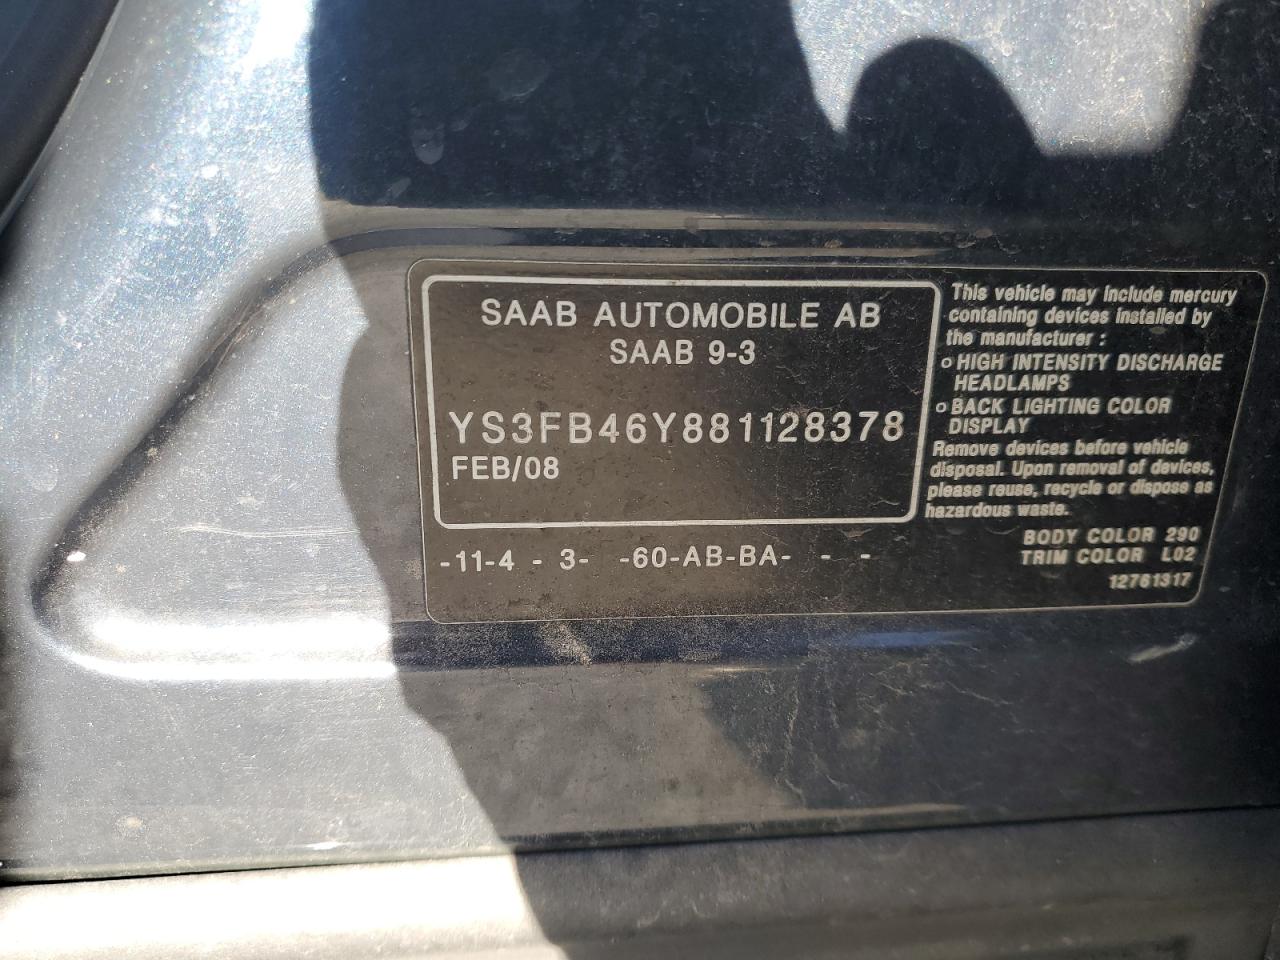 SAAB AUTOMOBILE AB
SAAB 9-3
YS3FB46Y881128378
FEB/08
-11-4 - 3- -60-AB-BA- - -
This vehicle may include mercury
containing devices installed by
the manufacturer :
o HIGH INTENSITY DISCHARGE
HEADLAMPS
o BACK LIGHTING COLOR
DISPLAY
Remove devices before vehicle
disposal. Upon removal of devices,
please reuse, recycle or dispose as
hazardous waste.
BODY COLOR 290
TRIM COLOR L02
12761317